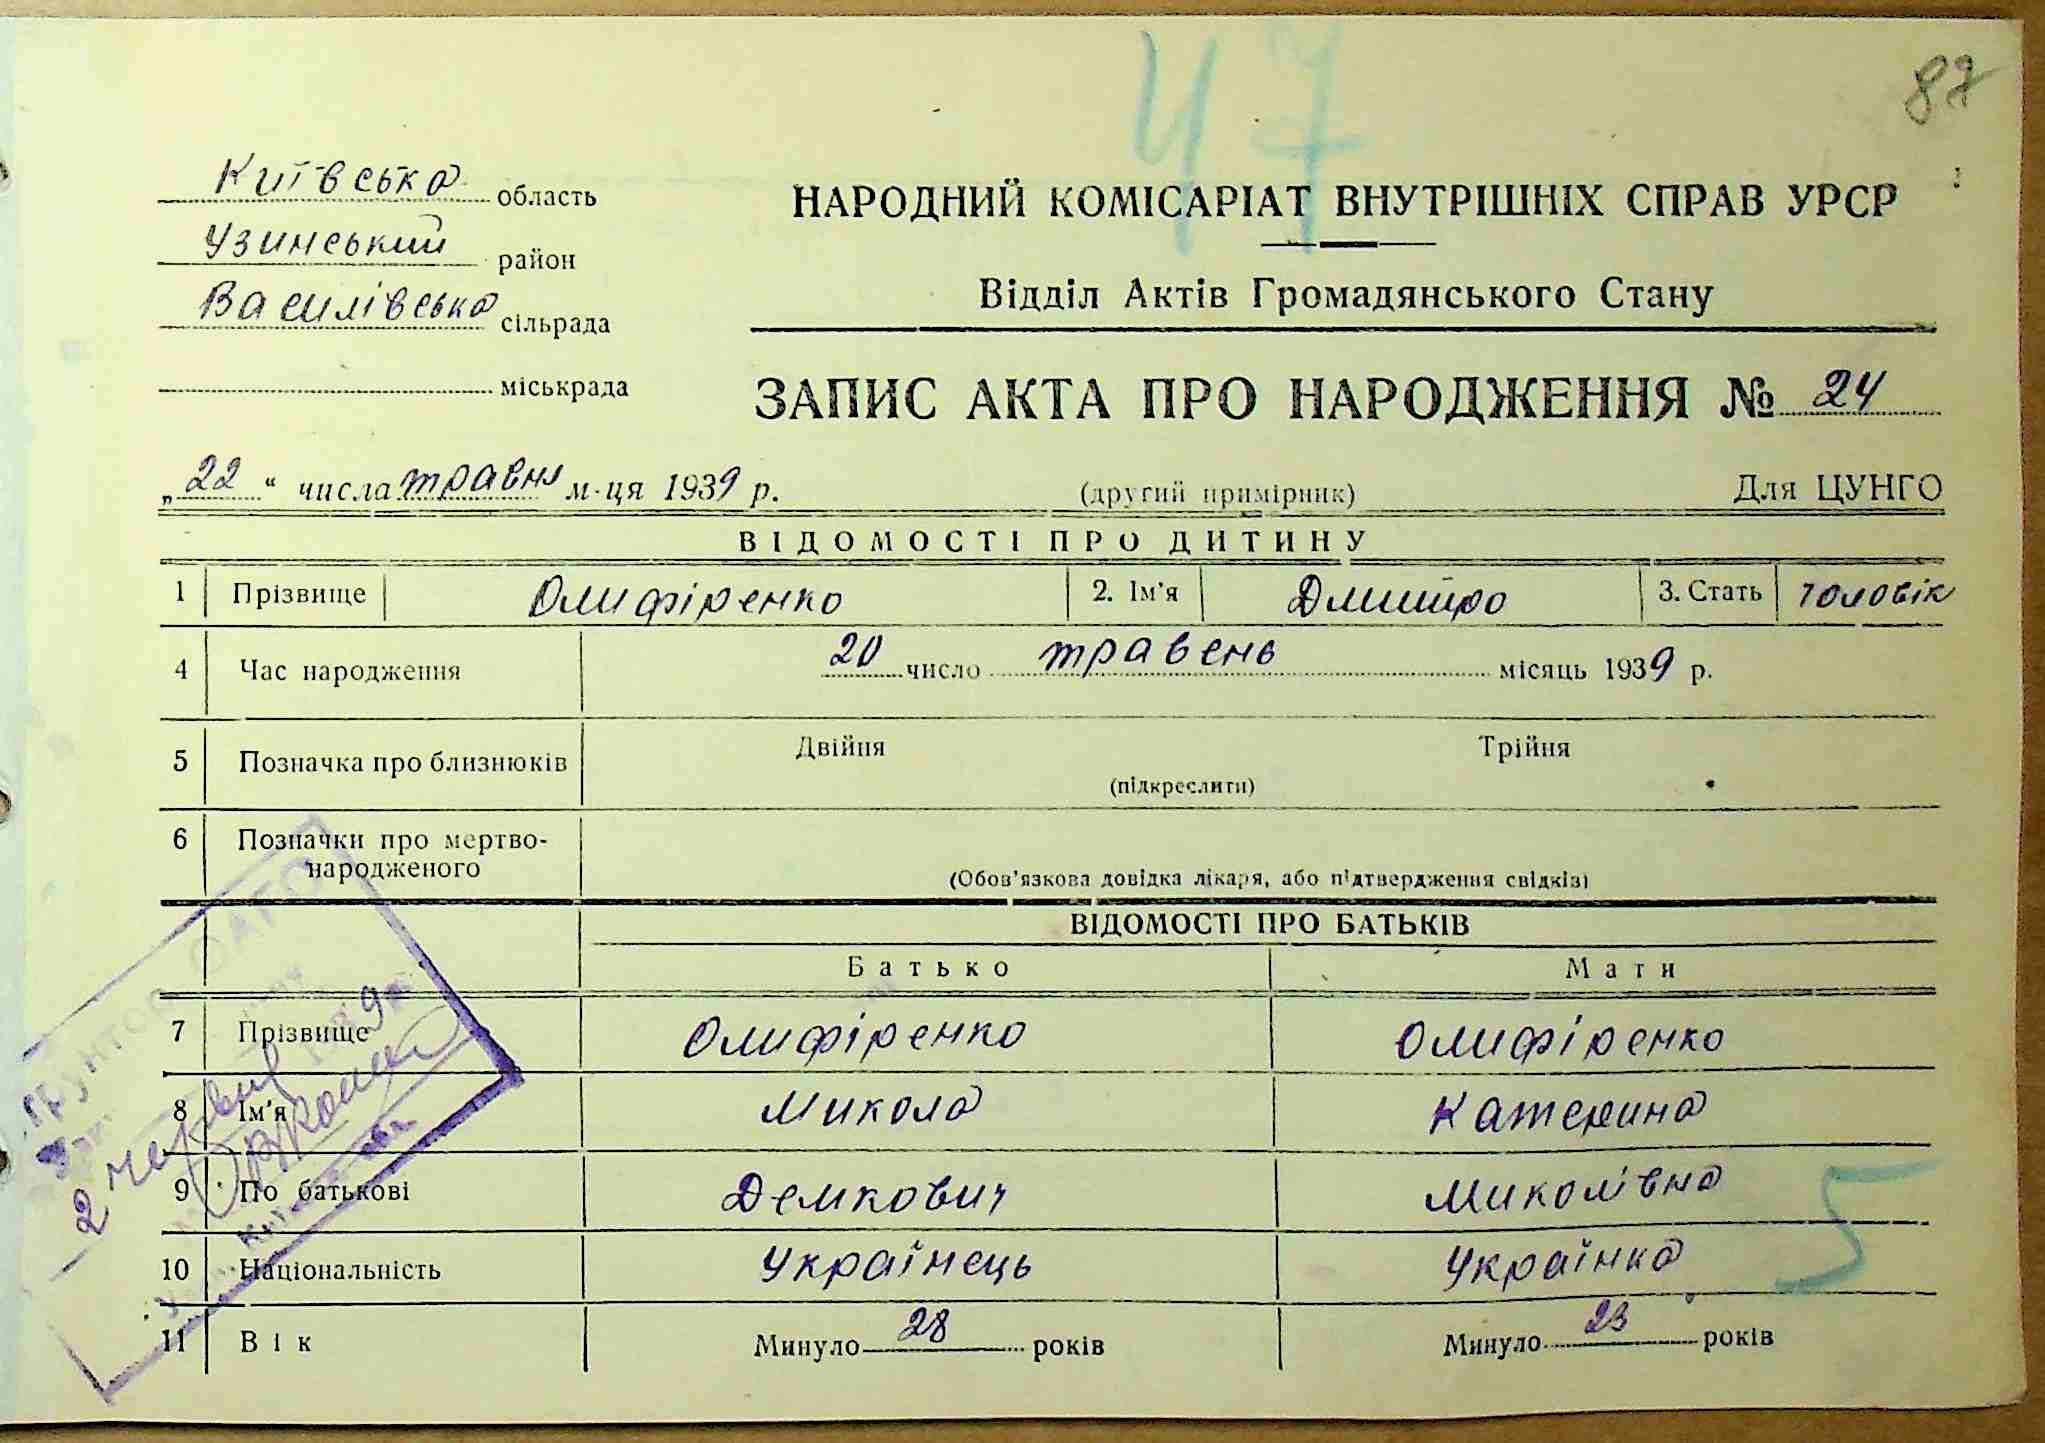 47
87
Київська область
Узинський район
Василівська сільрада
міськрада
НАРОДНИЙ КОМІСАРІАТ ВНУТРІШНІХ СПРАВ УРСР
Відділ Актів Громадянського Стану
ЗАПИС АКТА ПРО НАРОДЖЕННЯ № 24
„22“ числа травня м-ця 1939 р. (другий примірник) Для ЦУНГО
ВІДОМОСТІ ПРО ДИТИНУ
1 Прізвище Олифіренко 2. Ім'я Дмитро 3. Стать чоловік
4 Час народження 20 число травень місяць 1939 р.
5 Позначка про близнюків Двійня Трійня
(підкреслити)
6 Позначки про мертво-
народженого
(Обов'язкова довідка лікаря, або підтвердження свідків)
ВІДОМОСТІ ПРО БАТЬКІВ
Батько Мати
7 Прізвище Олифіренко Олифіренко
8 Ім'я Микола Катерина
9 По батькові Демкович Миколівна
10 Національність Українець Українка
11 Вік Минуло 28 років Минуло 23 років
5
2 червня